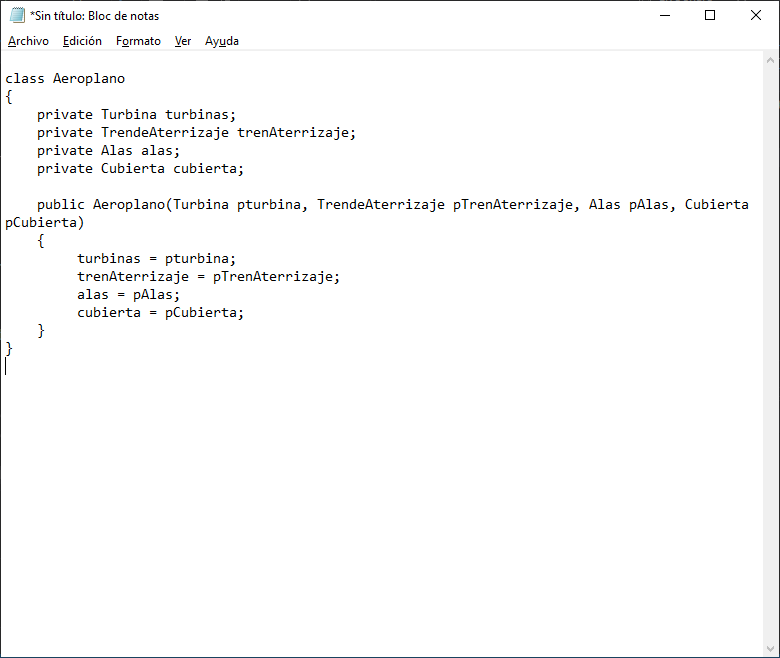 *Sin título: Bloc de notas
Archivo Edición Formato Ver Ayuda
class Aeroplano
{
    private Turbina turbinas;
    private TrendeAterrizaje trenAterrizaje;
    private Alas alas;
    private Cubierta cubierta;
    public Aeroplano(Turbina pturbina, TrendeAterrizaje pTrenAterrizaje, Alas pAlas, Cubierta
pCubierta)
    {
         turbinas = pturbina;
         trenAterrizaje = pTrenAterrizaje;
         alas = pAlas;
         cubierta = pCubierta;
    }
}